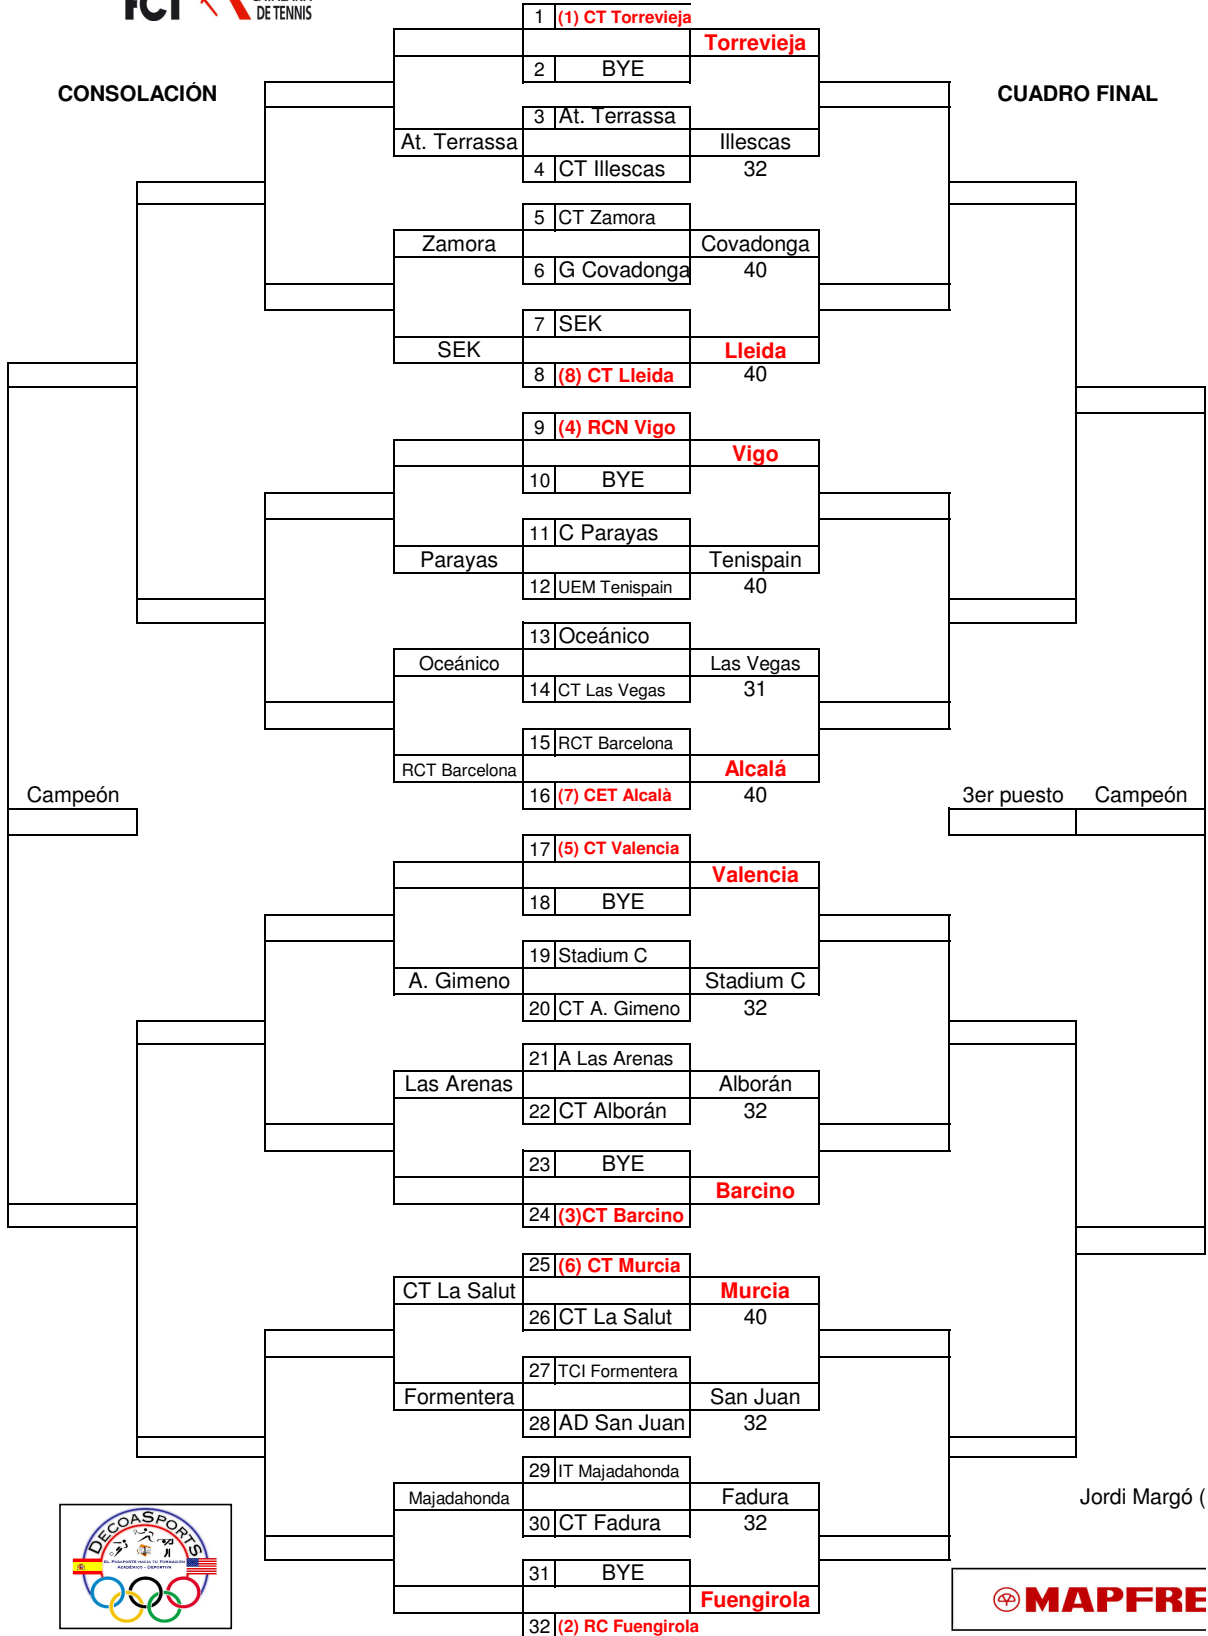 FCT
DE TENNIS
1 (1) CT Torrevieja
Torrevieja
2 BYE
CONSOLACIÓN
CUADRO FINAL
3 At. Terrassa
At. Terrassa
Illescas
4 CT Illescas
32
5 CT Zamora
Zamora
Covadonga
6 G Covadonga
40
7 SEK
SEK
Lleida
8 (8) CT Lleida
40
9 (4) RCN Vigo
Vigo
10 BYE
11 C Parayas
Parayas
Tenispain
12 UEM Tenispain
40
13 Oceánico
Oceánico
Las Vegas
14 CT Las Vegas
31
15 RCT Barcelona
RCT Barcelona
Alcalá
16 (7) CET Alcalà
40
Campeón
3er puesto
Campeón
17 (5) CT Valencia
Valencia
18 BYE
19 Stadium C
A. Gimeno
Stadium C
20 CT A. Gimeno
32
21 A Las Arenas
Las Arenas
Alborán
22 CT Alborán
32
23 BYE
Barcino
24 (3)CT Barcino
25 (6) CT Murcia
CT La Salut
Murcia
26 CT La Salut
40
27 TCI Formentera
Formentera
San Juan
28 AD San Juan
32
29 IT Majadahonda
Majadahonda
Fadura
30 CT Fadura
32
Jordi Margó (
31 BYE
Fuengirola
32 (2) RC Fuengirola
DECOASPORTS
EL PASAPORTE HACIA TU FORMACIÓN
ACADÉMICO - DEPORTIVA
MAPFRE